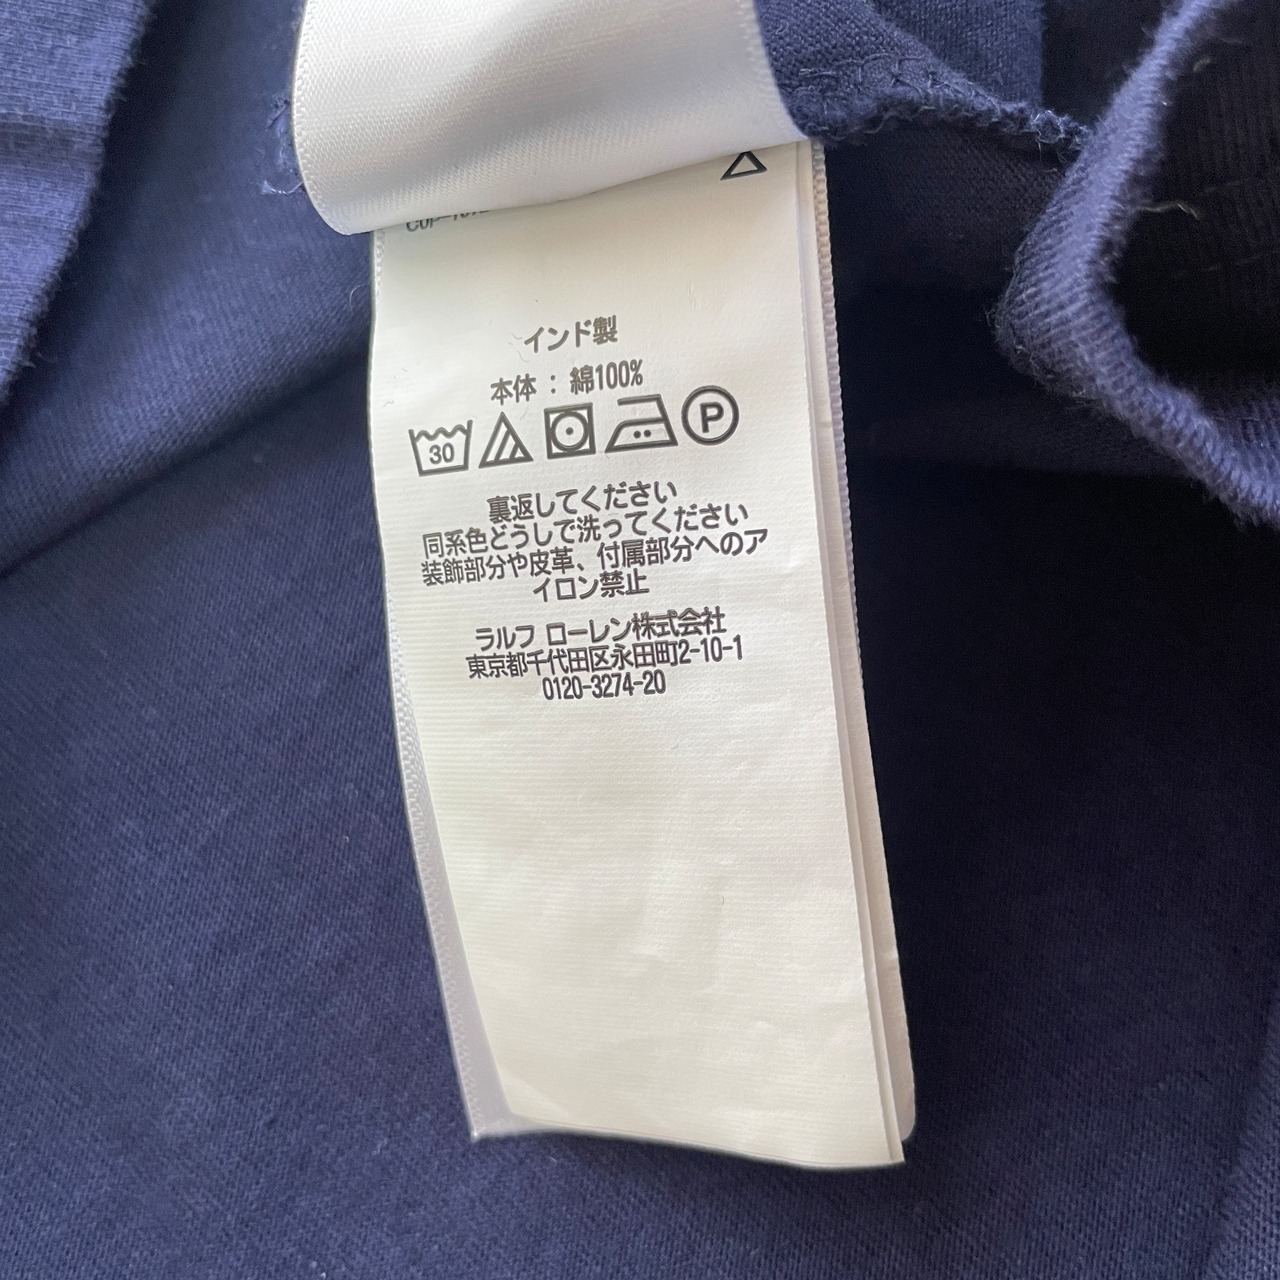 インド製
本体 : 綿100%
30
P
裏返してください
同系色どうしで洗ってください
装飾部分や皮革、付属部分へのア
イロン禁止
ラルフ ローレン株式会社
東京都千代田区永田町2-10-1
0120-3274-20